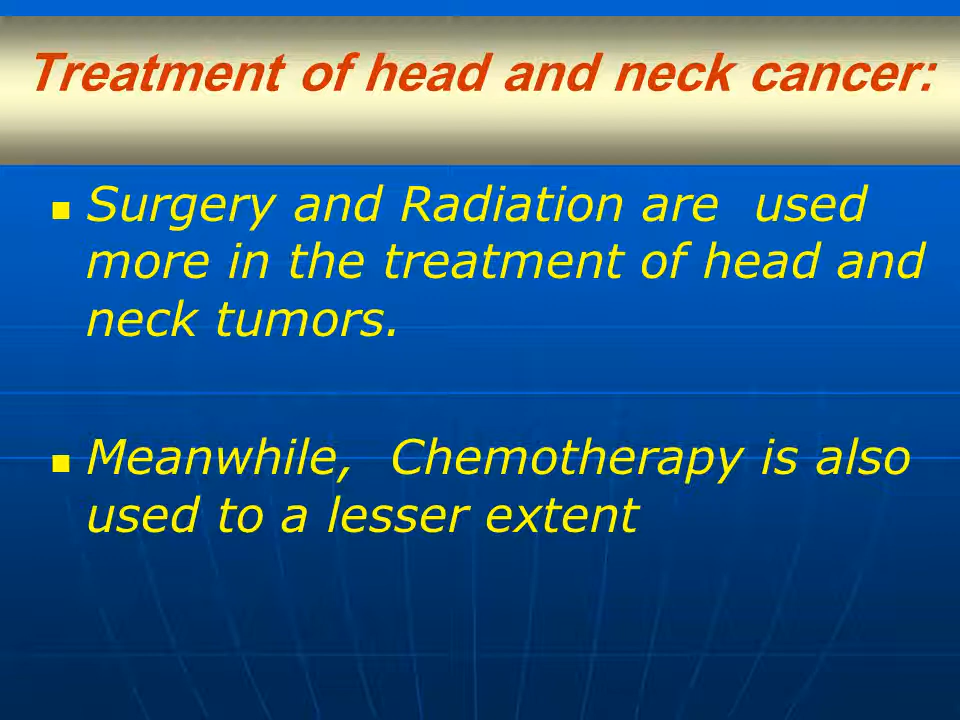 Treatment of head and neck cancer:
Surgery and Radiation are used
more in the treatment of head and
neck tumors.
Meanwhile, Chemotherapy is also
used to a lesser extent